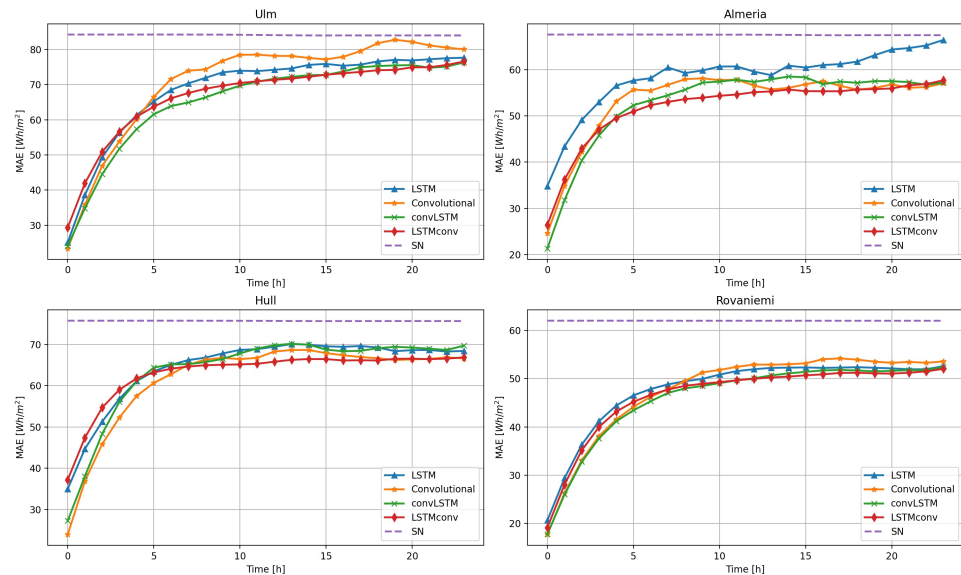 Ulm
MAE [Wh/m²]
80
70
60
50
40
30
0 5 10 15 20
Time [h]
LSTM
Convolutional
convLSTM
LSTMconv
SN
Almeria
MAE [Wh/m²]
60
50
40
30
20
0 5 10 15 20
Time [h]
LSTM
Convolutional
convLSTM
LSTMconv
SN
Hull
MAE [Wh/m²]
70
60
50
40
30
0 5 10 15 20
Time [h]
LSTM
Convolutional
convLSTM
LSTMconv
SN
Rovaniemi
MAE [Wh/m²]
60
50
40
30
20
0 5 10 15 20
Time [h]
LSTM
Convolutional
convLSTM
LSTMconv
SN